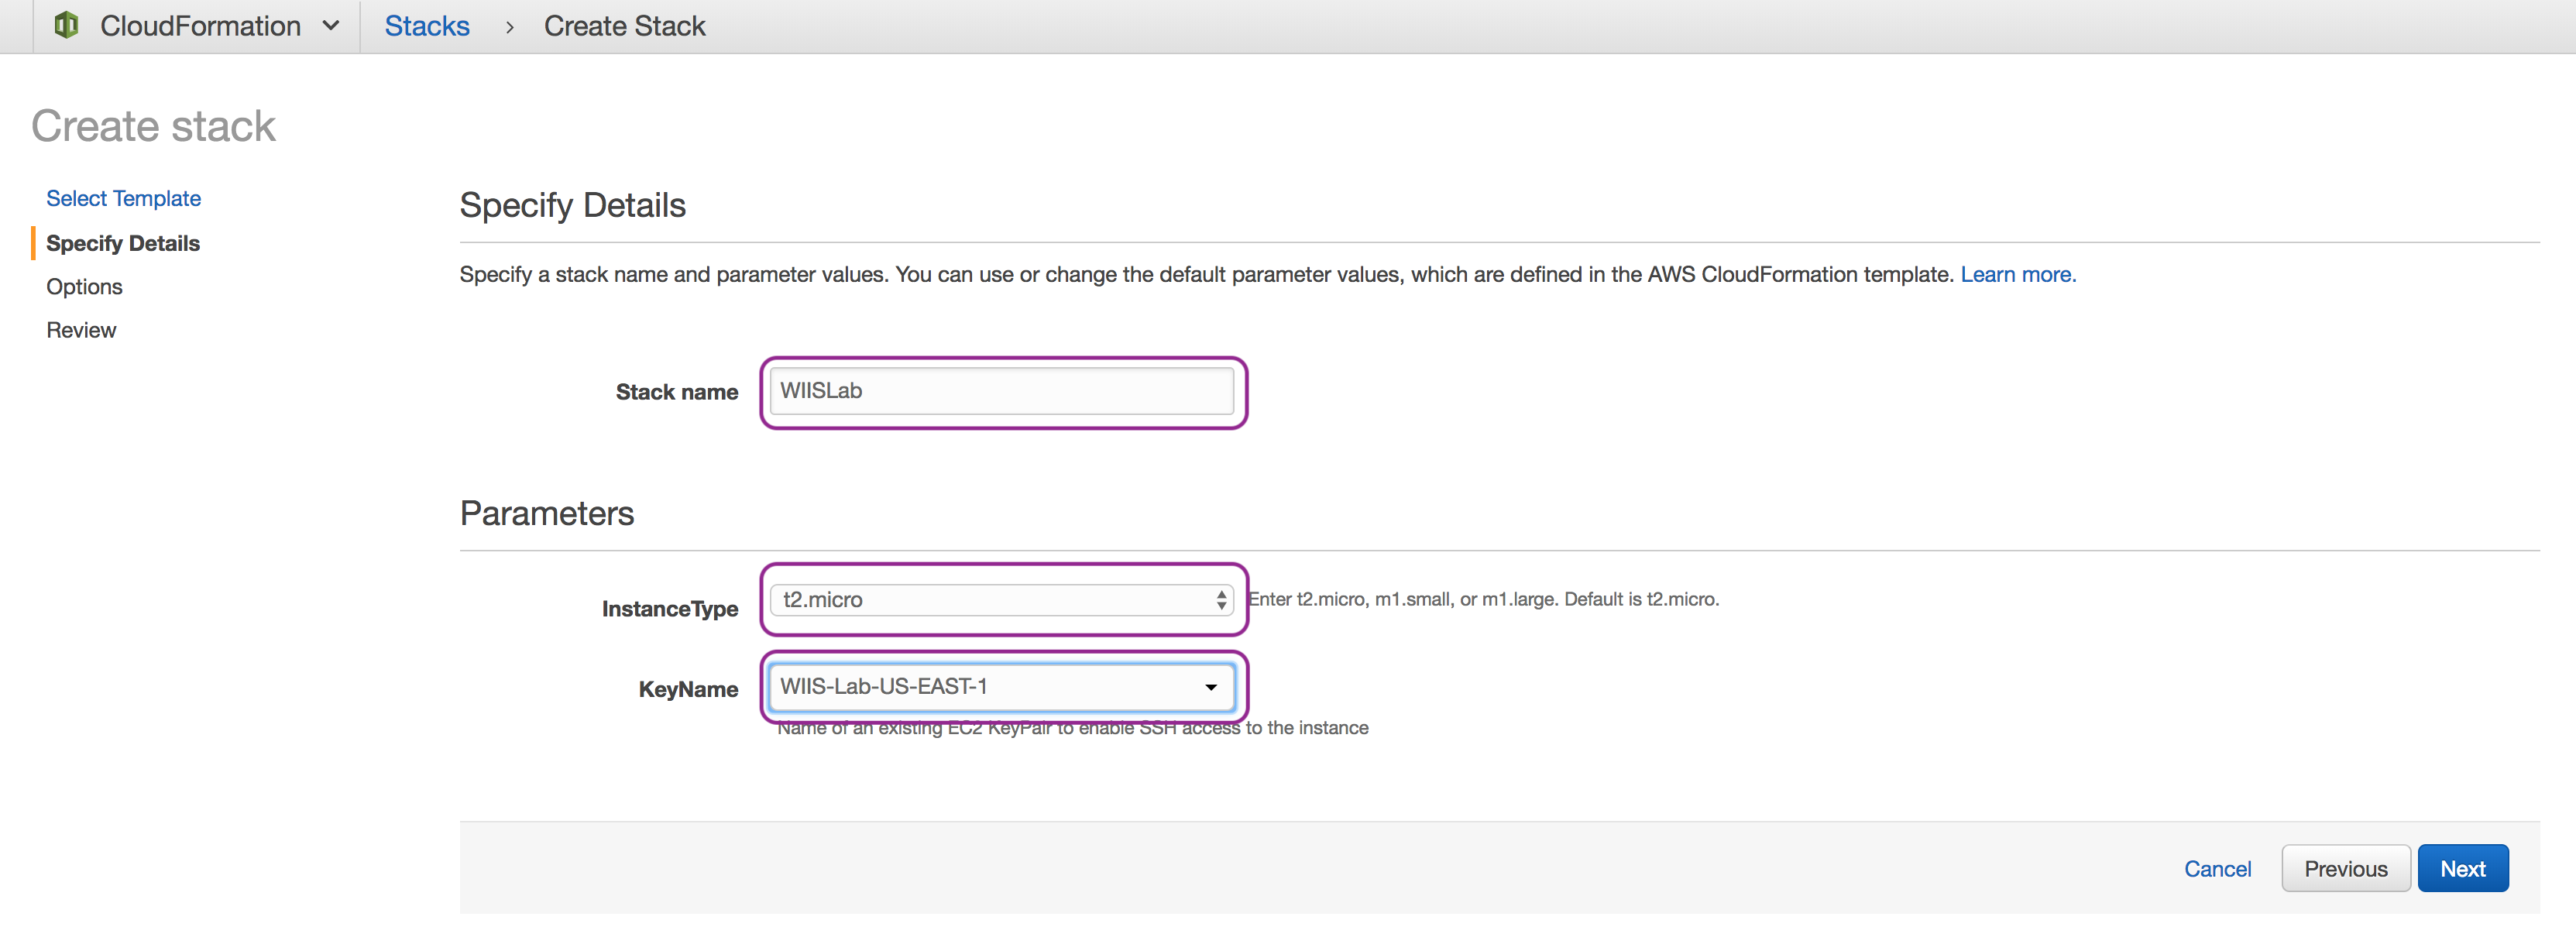 CloudFormation
Stacks > Create Stack
Create stack
Select Template
Specify Details
Options
Review
Specify Details
Specify a stack name and parameter values. You can use or change the default parameter values, which are defined in the AWS CloudFormation template. Learn more.
Stack name
WIISLab
Parameters
InstanceType
t2.micro
Enter t2.micro, m1.small, or m1.large. Default is t2.micro.
KeyName
WIIS-Lab-US-EAST-1
Name of an existing EC2 KeyPair to enable SSH access to the instance
Cancel
Previous
Next